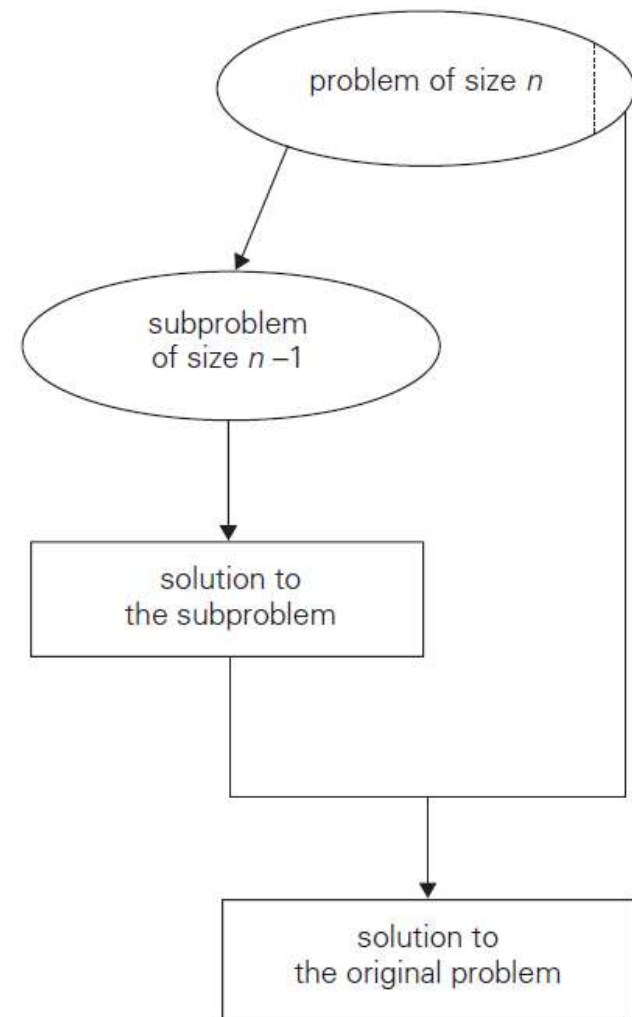 problem of size n
subproblem
of size n –1
solution to
the subproblem
solution to
the original problem